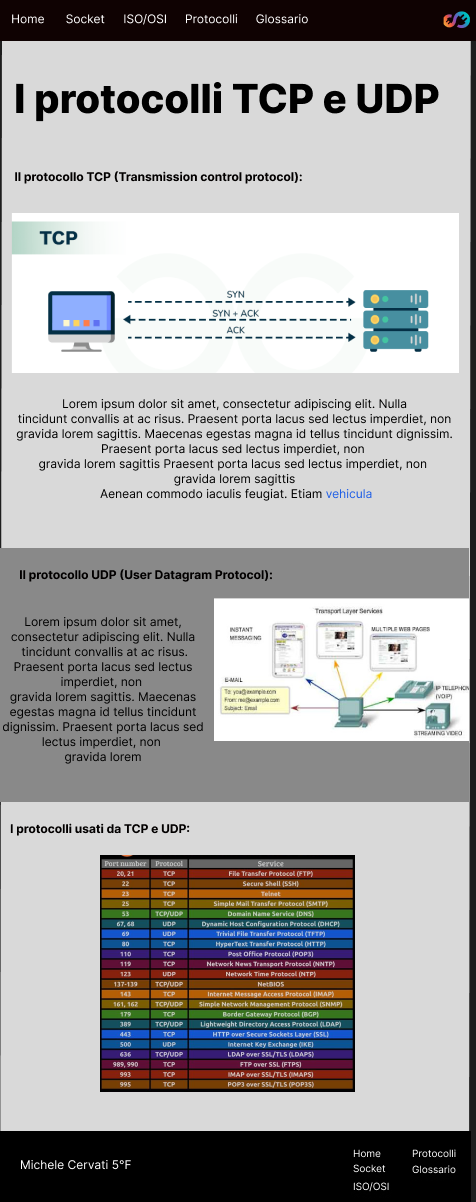 Home Socket ISO/OSI Protocolli Glossario
I protocolli TCP e UDP
Il protocollo TCP (Transmission control protocol):
TCP
SYN
SYN + ACK
ACK
Lorem ipsum dolor sit amet, consectetur adipiscing elit. Nulla
tincidunt convallis at ac risus. Praesent porta lacus sed lectus imperdiet, non
gravida lorem sagittis. Maecenas egestas magna id tellus tincidunt dignissim.
Praesent porta lacus sed lectus imperdiet, non
gravida lorem sagittis Praesent porta lacus sed lectus imperdiet, non
gravida lorem sagittis
Aenean commodo iaculis feugiat. Etiam vehicula
Il protocollo UDP (User Datagram Protocol):
Lorem ipsum dolor sit amet,
consectetur adipiscing elit. Nulla
tincidunt convallis at ac risus.
Praesent porta lacus sed lectus
imperdiet, non
gravida lorem sagittis. Maecenas
egestas magna id tellus tincidunt
dignissim. Praesent porta lacus sed
lectus imperdiet, non
gravida lorem
Transport Layer Services
INSTANT
MESSAGING
MULTIPLE WEB PAGES
E-MAIL
To: you@example.com
From: me@example.com
Subject: Email
IP TELEPHON
(VOIP)
STREAMING VIDEO
I protocolli usati da TCP e UDP:
Port number Protocol Service
20, 21 TCP File Transfer Protocol (FTP)
22 TCP Secure Shell (SSH)
23 TCP Telnet
25 TCP Simple Mail Transfer Protocol (SMTP)
53 TCP/UDP Domain Name Service (DNS)
67, 68 UDP Dynamic Host Configuration Protocol (DHCP)
69 UDP Trivial File Transfer Protocol (TFTP)
80 TCP HyperText Transfer Protocol (HTTP)
110 TCP Post Office Protocol (POP3)
119 TCP Network News Transport Protocol (NNTP)
123 UDP Network Time Protocol (NTP)
137-139 TCP/UDP NetBIOS
143 TCP Internet Message Access Protocol (IMAP)
161, 162 TCP/UDP Simple Network Management Protocol (SNMP)
179 TCP Border Gateway Protocol (BGP)
389 TCP/UDP Lightweight Directory Access Protocol (LDAP)
443 TCP HTTP over Secure Sockets Layer (SSL)
500 UDP Internet Key Exchange (IKE)
636 TCP/UDP LDAP over SSL/TLS (LDAPS)
989, 990 TCP FTP over SSL (FTPS)
993 TCP IMAP over SSL/TLS (IMAPS)
995 TCP POP3 over SSL/TLS (POP3S)
Michele Cervati 5°F
Home Protocolli
Socket Glossario
ISO/OSI